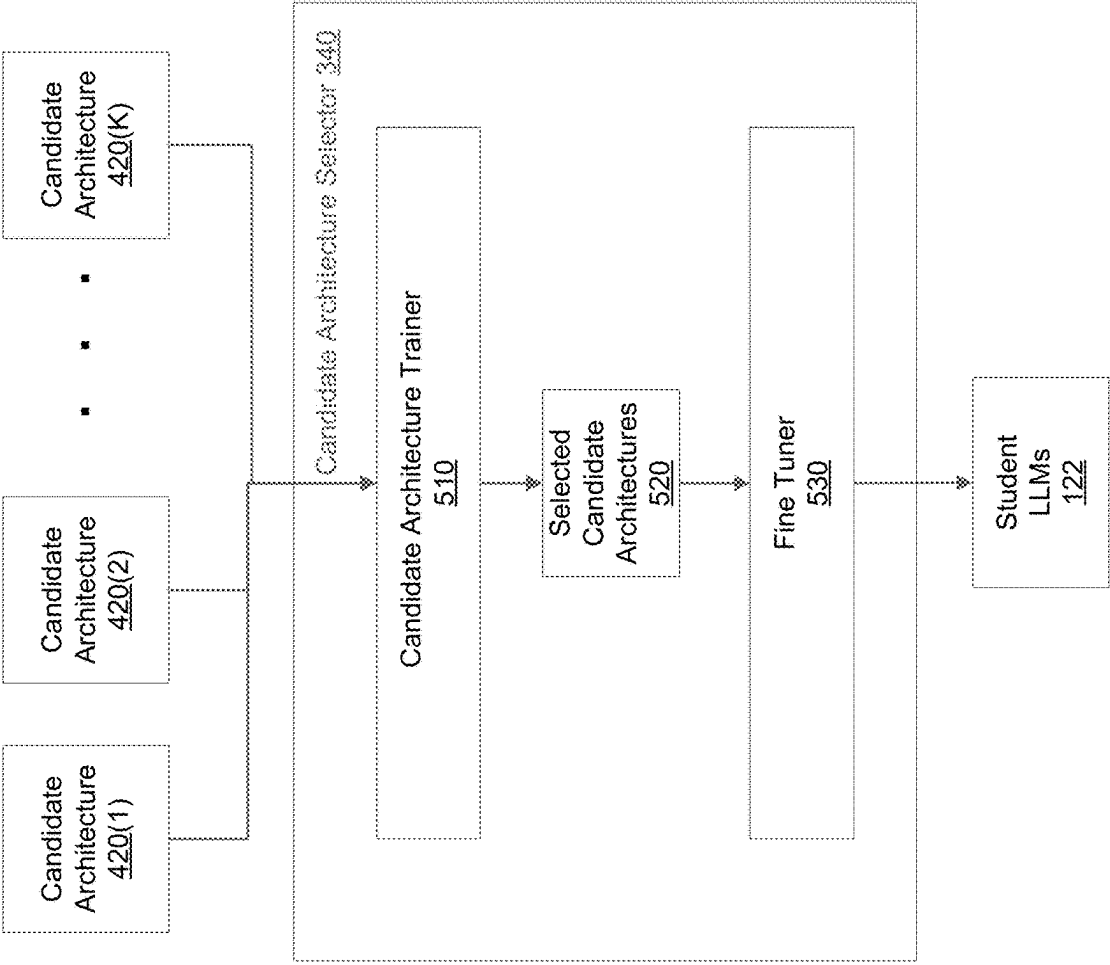 Candidate
Architecture
420(1)
Candidate
Architecture
420(2)
. . .
Candidate
Architecture
420(K)
Candidate Architecture Selector 340
Candidate Architecture Trainer
510
Selected
Candidate
Architectures
520
Fine Tuner
530
Student
LLMs
122